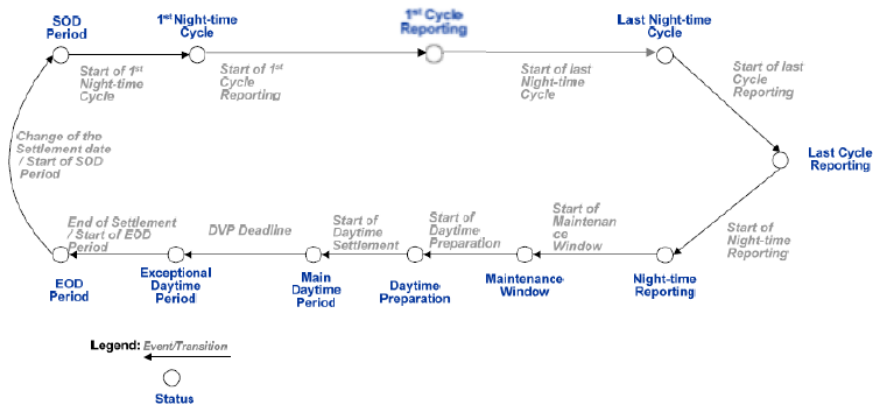 SOD
Period
1st Night-time
Cycle
1st Cycle
Reporting
Last Night-time
Cycle
Start of 1st
Night-time
Cycle
Start of 1st
Cycle
Reporting
Start of last
Night-time
Cycle
Start of last
Cycle
Reporting
Change of the
Settlement date
/ Start of SOD
Period
Last Cycle
Reporting
End of Settlement
/ Start of EOD
Period
DVP Deadline
Start of
Daytime
Settlement
Start of
Daytime
Preparation
Start of
Maintenan
ce
Window
Start of
Night-time
Reporting
EOD
Period
Exceptional
Daytime
Period
Main
Daytime
Period
Daytime
Preparation
Maintenance
Window
Night-time
Reporting
Legend: Event/Transition
Status